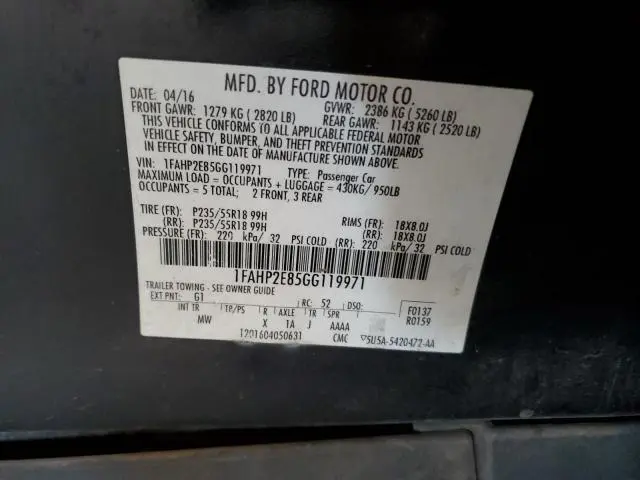 MFD. BY FORD MOTOR CO.
DATE: 04/16 GVWR: 2386 KG ( 5260 LB)
FRONT GAWR: 1279 KG ( 2820 LB) REAR GAWR: 1143 KG ( 2520 LB)
THIS VEHICLE CONFORMS TO ALL APPLICABLE FEDERAL MOTOR
VEHICLE SAFETY, BUMPER, AND THEFT PREVENTION STANDARDS
IN EFFECT ON THE DATE OF MANUFACTURE SHOWN ABOVE.
VIN: 1FAHP2E85GG119971 TYPE: Passenger Car
MAXIMUM LOAD = OCCUPANTS + LUGGAGE = 430KG/ 950LB
OCCUPANTS = 5 TOTAL; 2 FRONT, 3 REAR
TIRE (FR): P235/55R18 99H RIMS (FR): 18X8.0J
(RR): P235/55R18 99H (RR): 18X8.0J
PRESSURE (FR): 220 kPa/ 32 PSI COLD (RR): 220 kPa/ 32 PSI COLD
1FAHP2E85GG119971
TRAILER TOWING - SEE OWNER GUIDE
EXT PNT: G1 RC: 52 DSO: F0137
INT TR TP/PS R AXLE TR SPR R0159
MW X 1A J AAAA
1201604050631 CMC ▽5U5A-5420472-AA